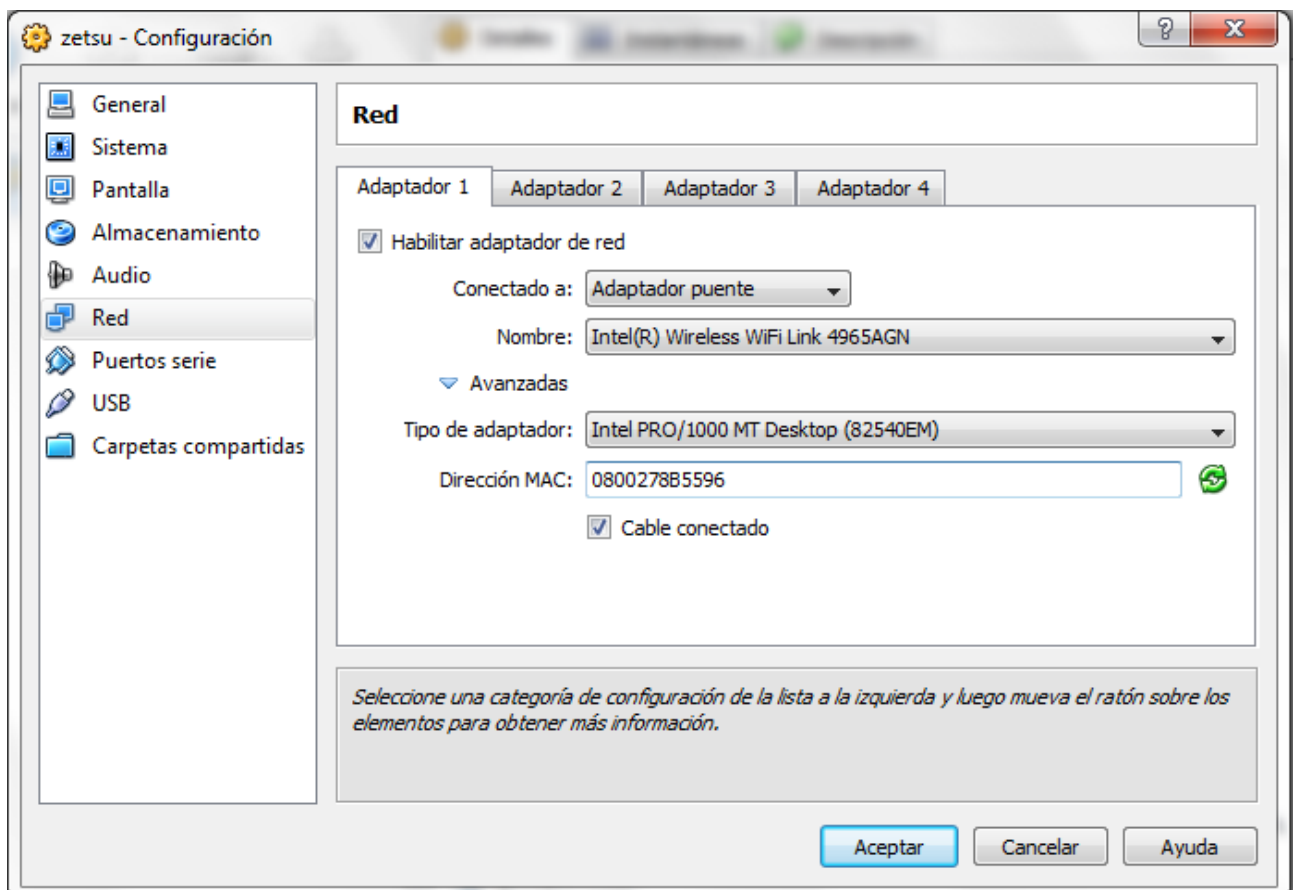 zetsu - Configuración
General
Sistema
Pantalla
Almacenamiento
Audio
Red
Puertos serie
USB
Carpetas compartidas
Red
Adaptador 1 Adaptador 2 Adaptador 3 Adaptador 4
Habilitar adaptador de red
Conectado a: Adaptador puente
Nombre: Intel(R) Wireless WiFi Link 4965AGN
Avanzadas
Tipo de adaptador: Intel PRO/1000 MT Desktop (82540EM)
Dirección MAC: 0800278B5596
Cable conectado
Seleccione una categoría de configuración de la lista a la izquierda y luego mueva el ratón sobre los
elementos para obtener más información.
Aceptar Cancelar Ayuda